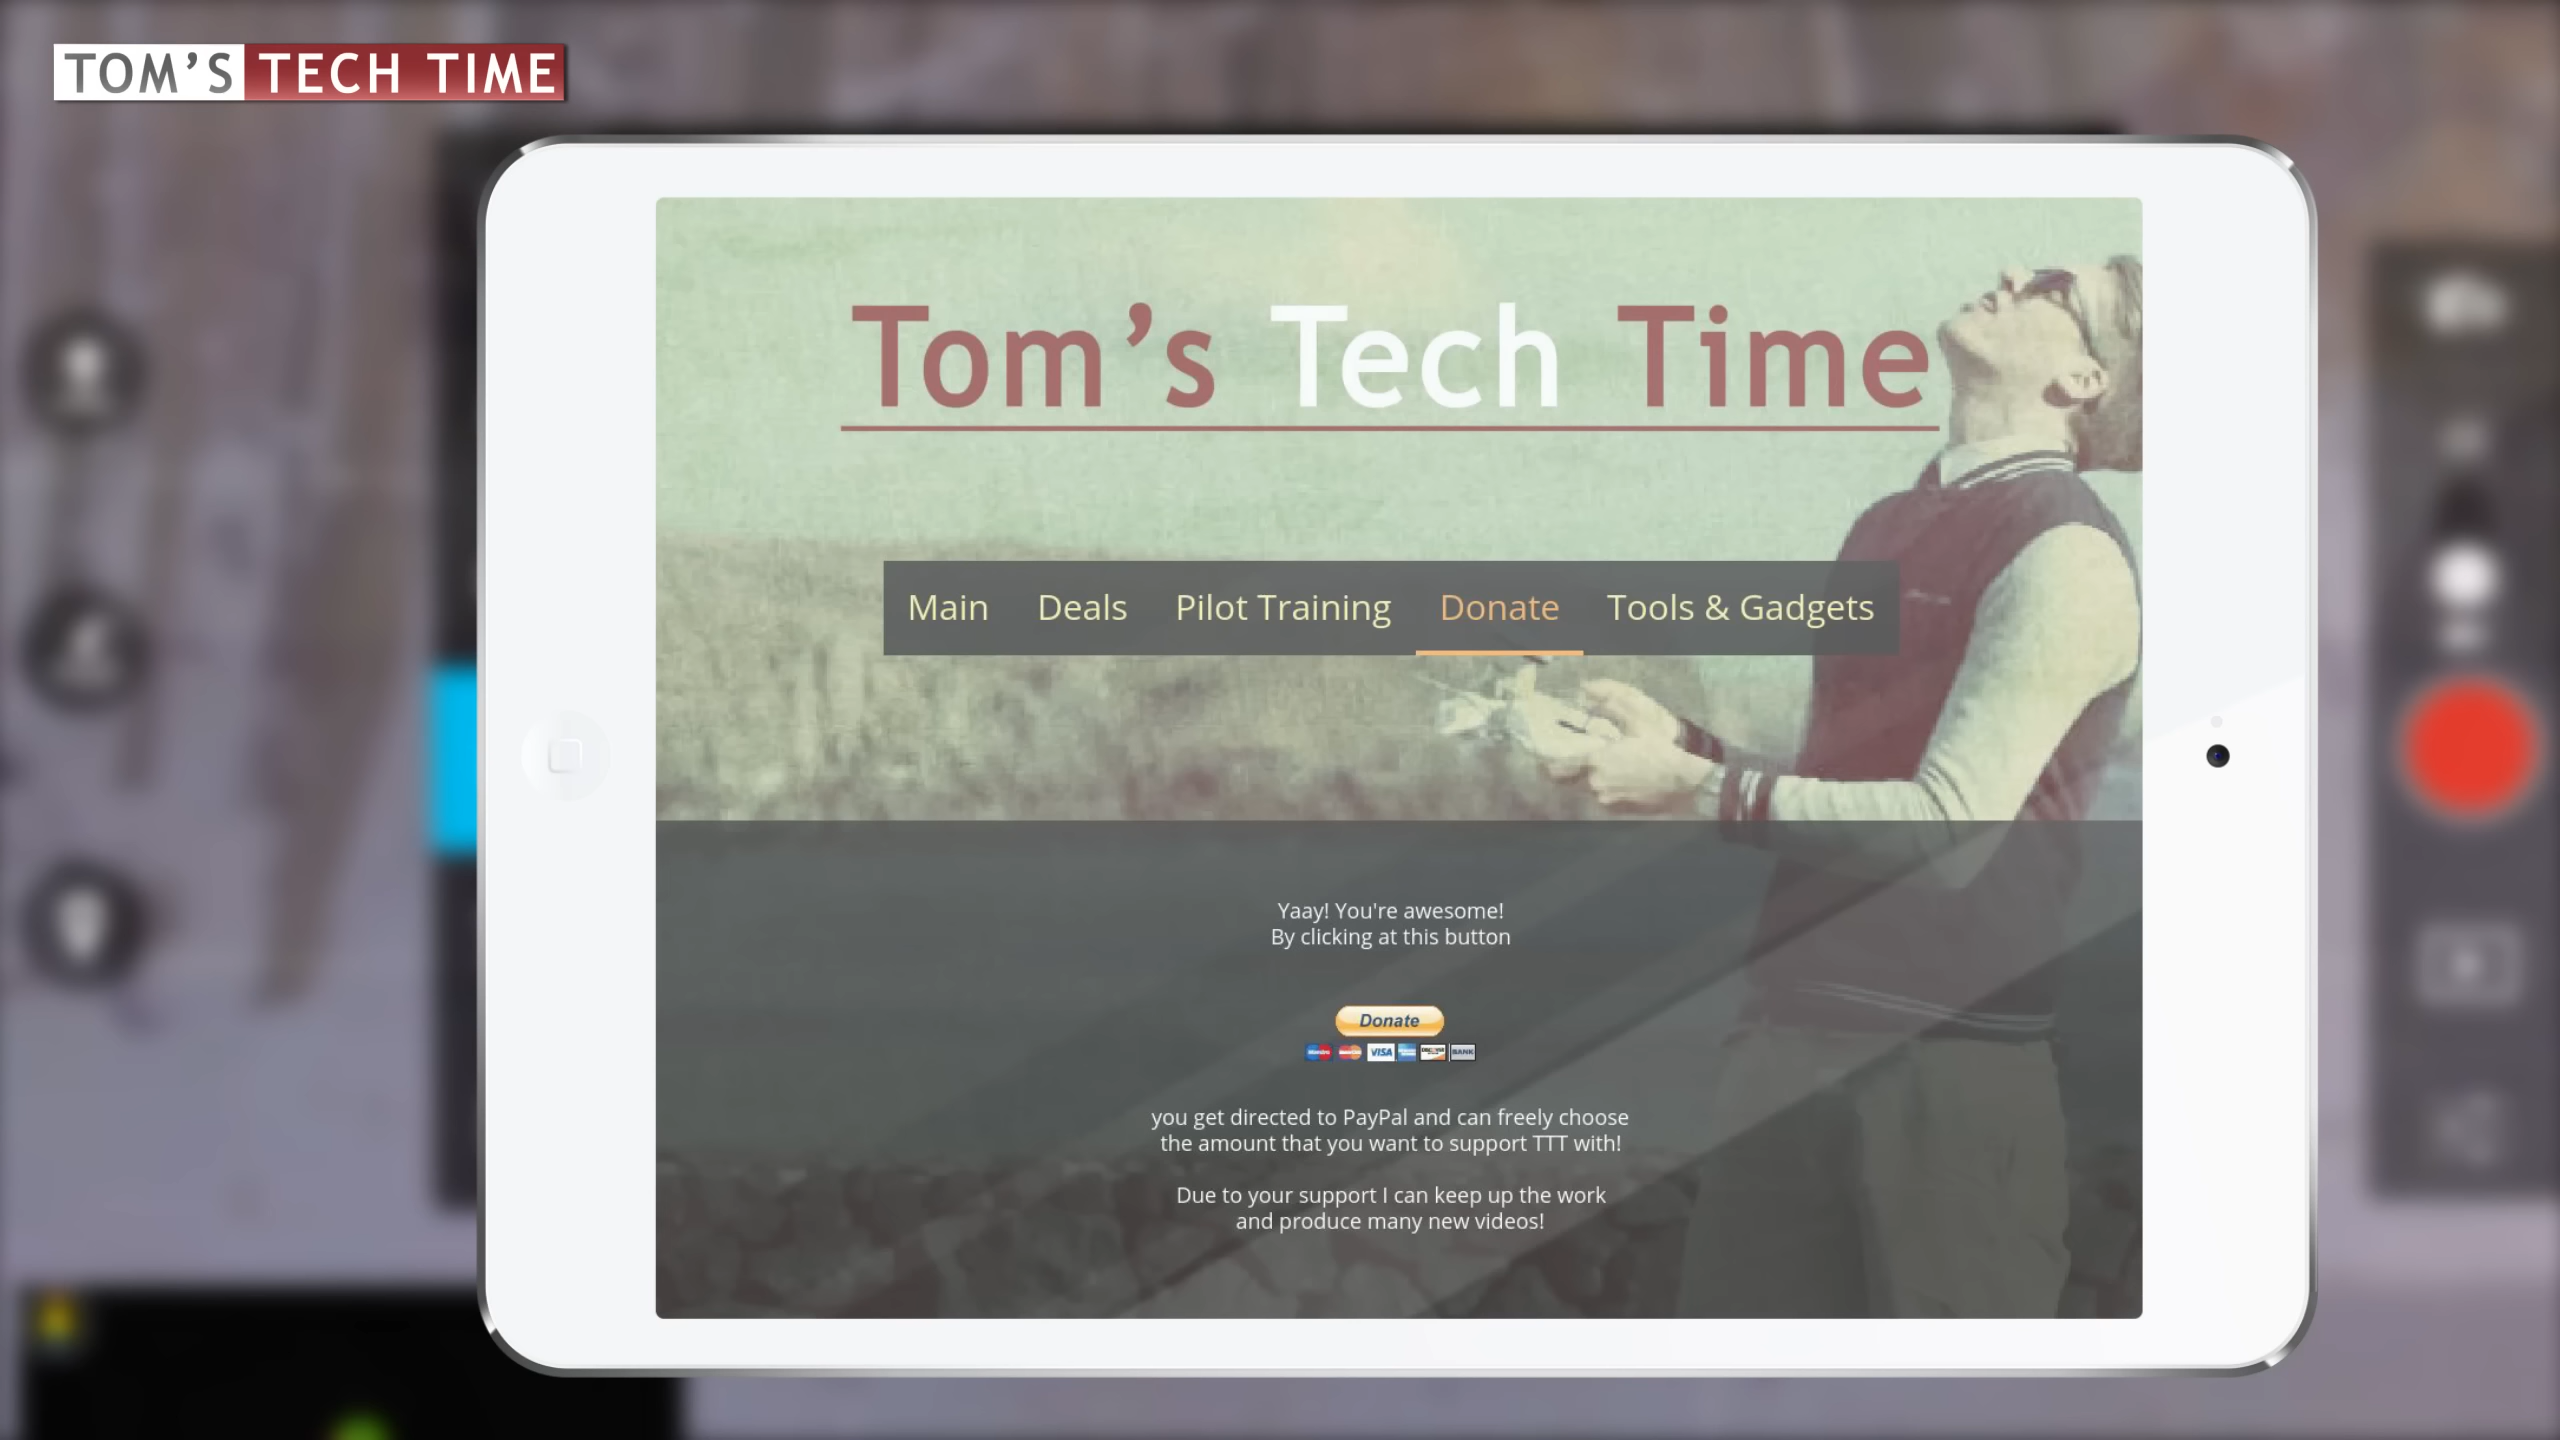 TOM'S TECH TIME
Tom's Tech Time
Main Deals Pilot Training Donate Tools & Gadgets
Yaay! You're awesome!
By clicking at this button
Donate
VISA BANK
you get directed to PayPal and can freely choose
the amount that you want to support TTT with!
Due to your support I can keep up the work
and produce many new videos!